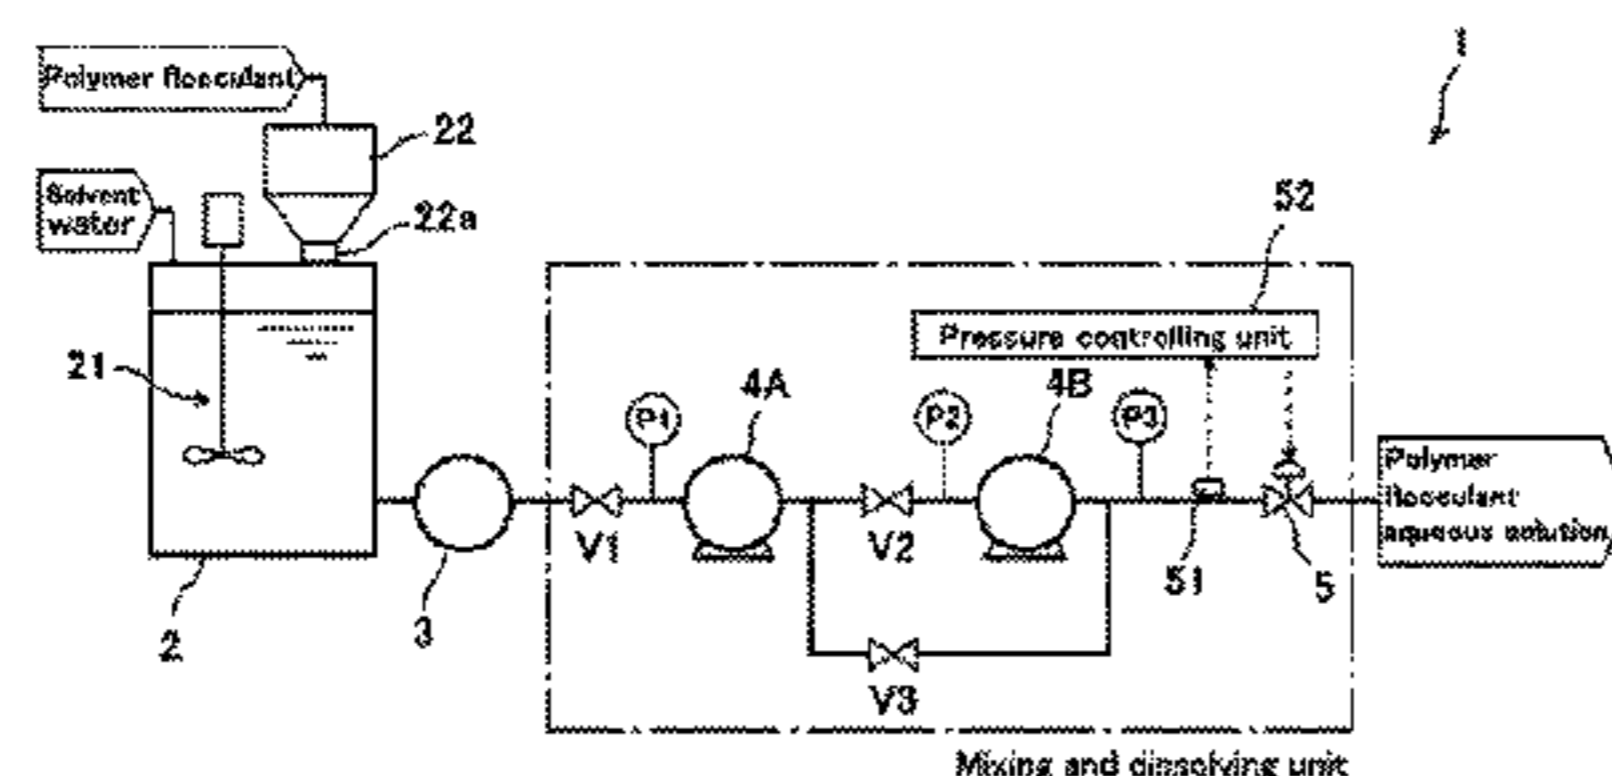 1
Polymer flocculant
22
Solvent
water
22a
52
Pressure controlling unit
21
4A
4B
P1
P2
P3
Polymer
flocculant
aqueous solution
V1
V2
51
5
2
3
V3
Mixing and dissolving unit